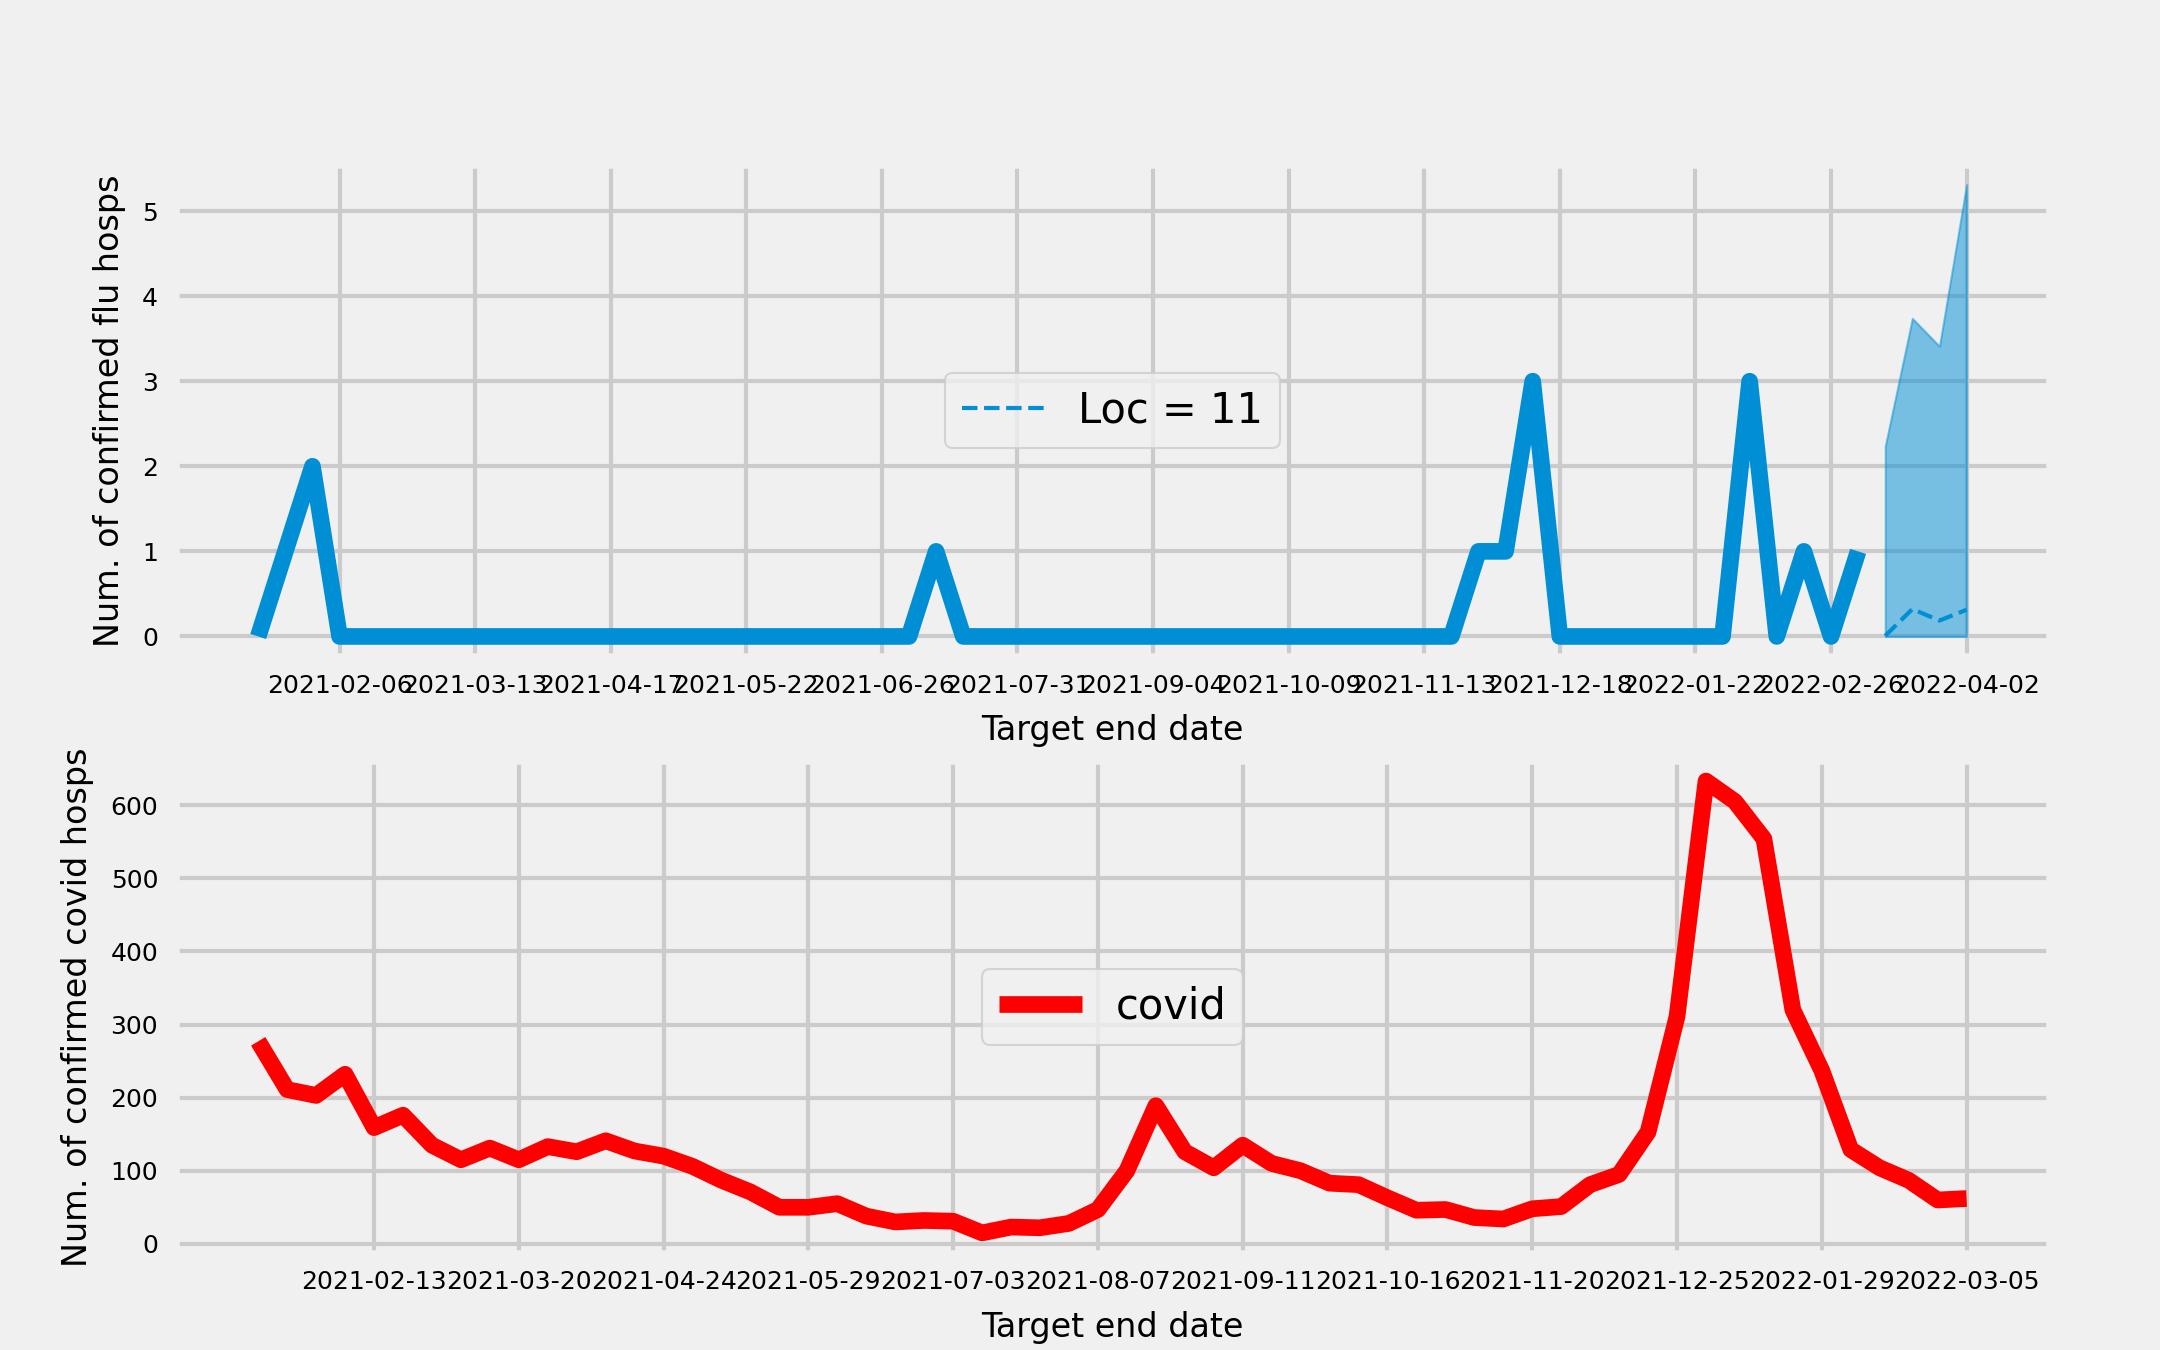 Num. of confirmed flu hosps
5
4
3
2
1
0
Loc = 11
2021-02-06 2021-03-13 2021-04-17 2021-05-22 2021-06-26 2021-07-31 2021-09-04 2021-10-09 2021-11-13 2021-12-18 2022-01-22 2022-02-26 2022-04-02
Target end date
Num. of confirmed covid hosps
600
500
400
300
200
100
0
covid
2021-02-13 2021-03-20 2021-04-24 2021-05-29 2021-07-03 2021-08-07 2021-09-11 2021-10-16 2021-11-20 2021-12-25 2022-01-29 2022-03-05
Target end date